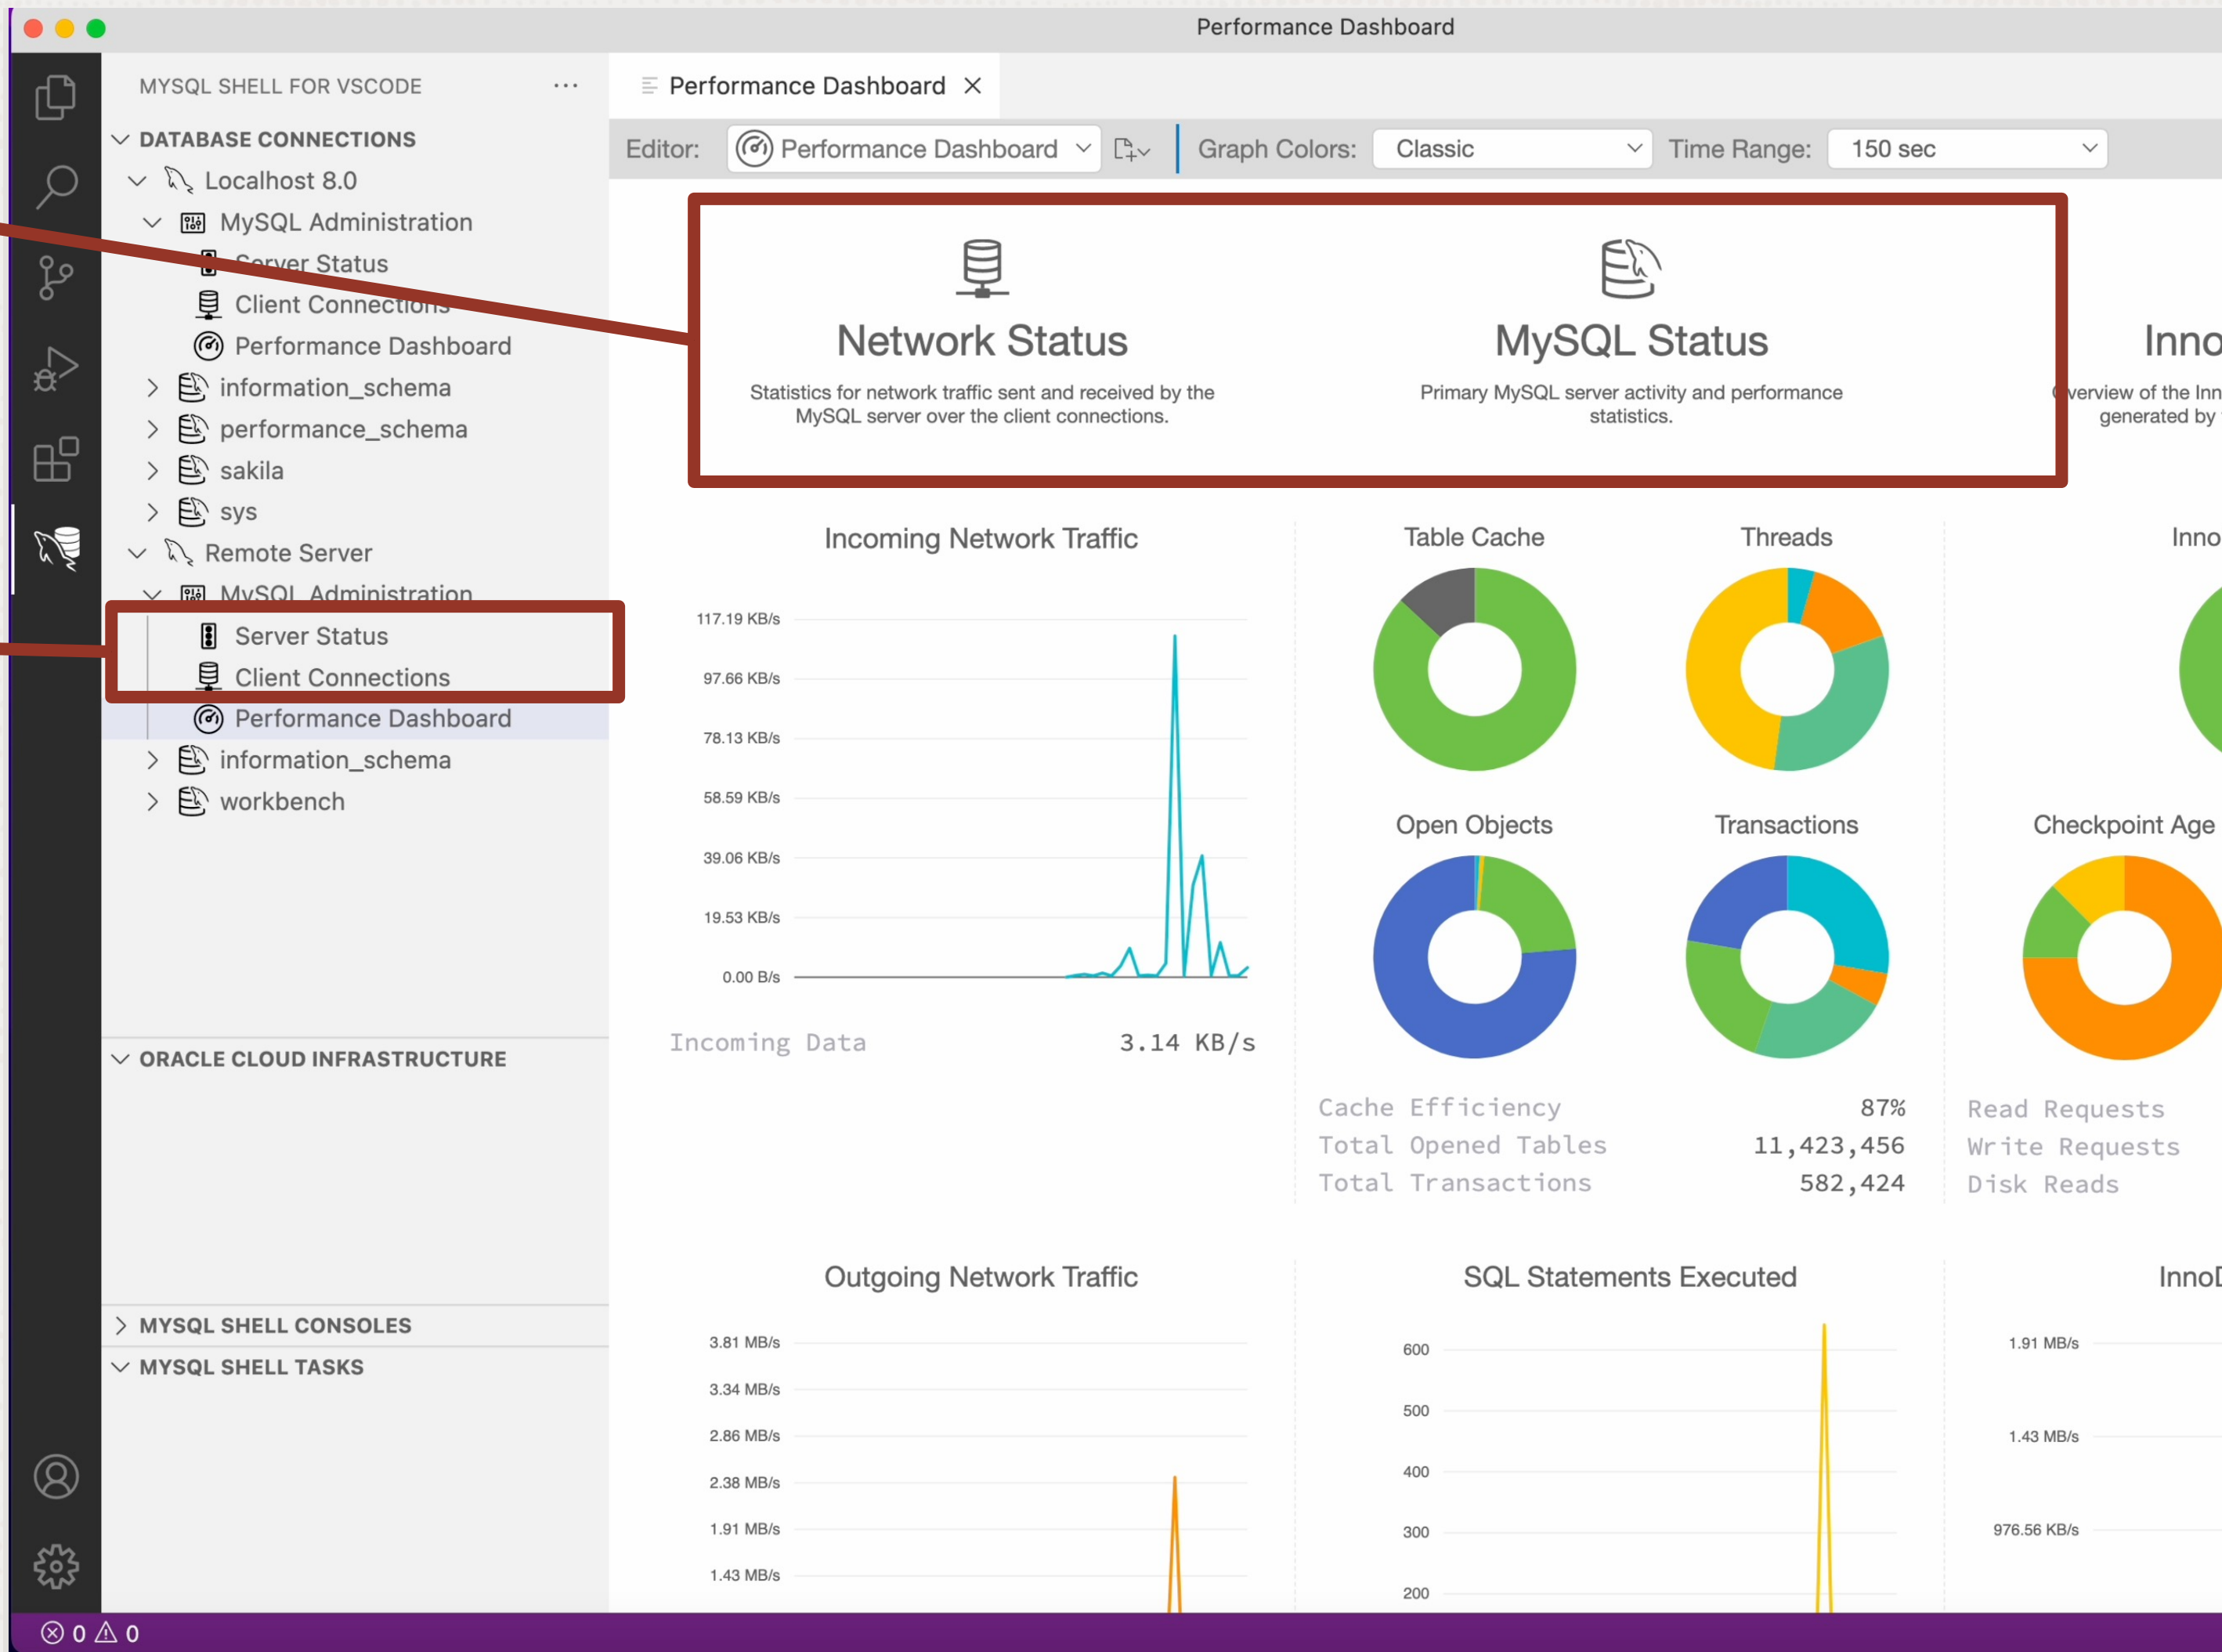 Performance Dashboard
MYSQL SHELL FOR VSCODE
Performance Dashboard
DATABASE CONNECTIONS
Editor:
Performance Dashboard
Graph Colors:
Classic
Time Range:
150 sec
Localhost 8.0
MySQL Administration
Server Status
Client Connections
Performance Dashboard
information_schema
performance_schema
sakila
sys
Remote Server
MySQL Administration
Server Status
Client Connections
Performance Dashboard
information_schema
workbench
ORACLE CLOUD INFRASTRUCTURE
MYSQL SHELL CONSOLES
MYSQL SHELL TASKS
0
0
Network Status
Statistics for network traffic sent and received by the
MySQL server over the client connections.
MySQL Status
Primary MySQL server activity and performance
statistics.
Inno
verview of the Inn
generated by
Incoming Network Traffic
117.19 KB/s
97.66 KB/s
78.13 KB/s
58.59 KB/s
39.06 KB/s
19.53 KB/s
0.00 B/s
Incoming Data 3.14 KB/s
Table Cache
Threads
Open Objects
Transactions
Cache Efficiency 87%
Total Opened Tables 11,423,456
Total Transactions 582,424
Inno
Checkpoint Age
Read Requests
Write Requests
Disk Reads
Outgoing Network Traffic
3.81 MB/s
3.34 MB/s
2.86 MB/s
2.38 MB/s
1.91 MB/s
1.43 MB/s
SQL Statements Executed
600
500
400
300
200
Inno
1.91 MB/s
1.43 MB/s
976.56 KB/s